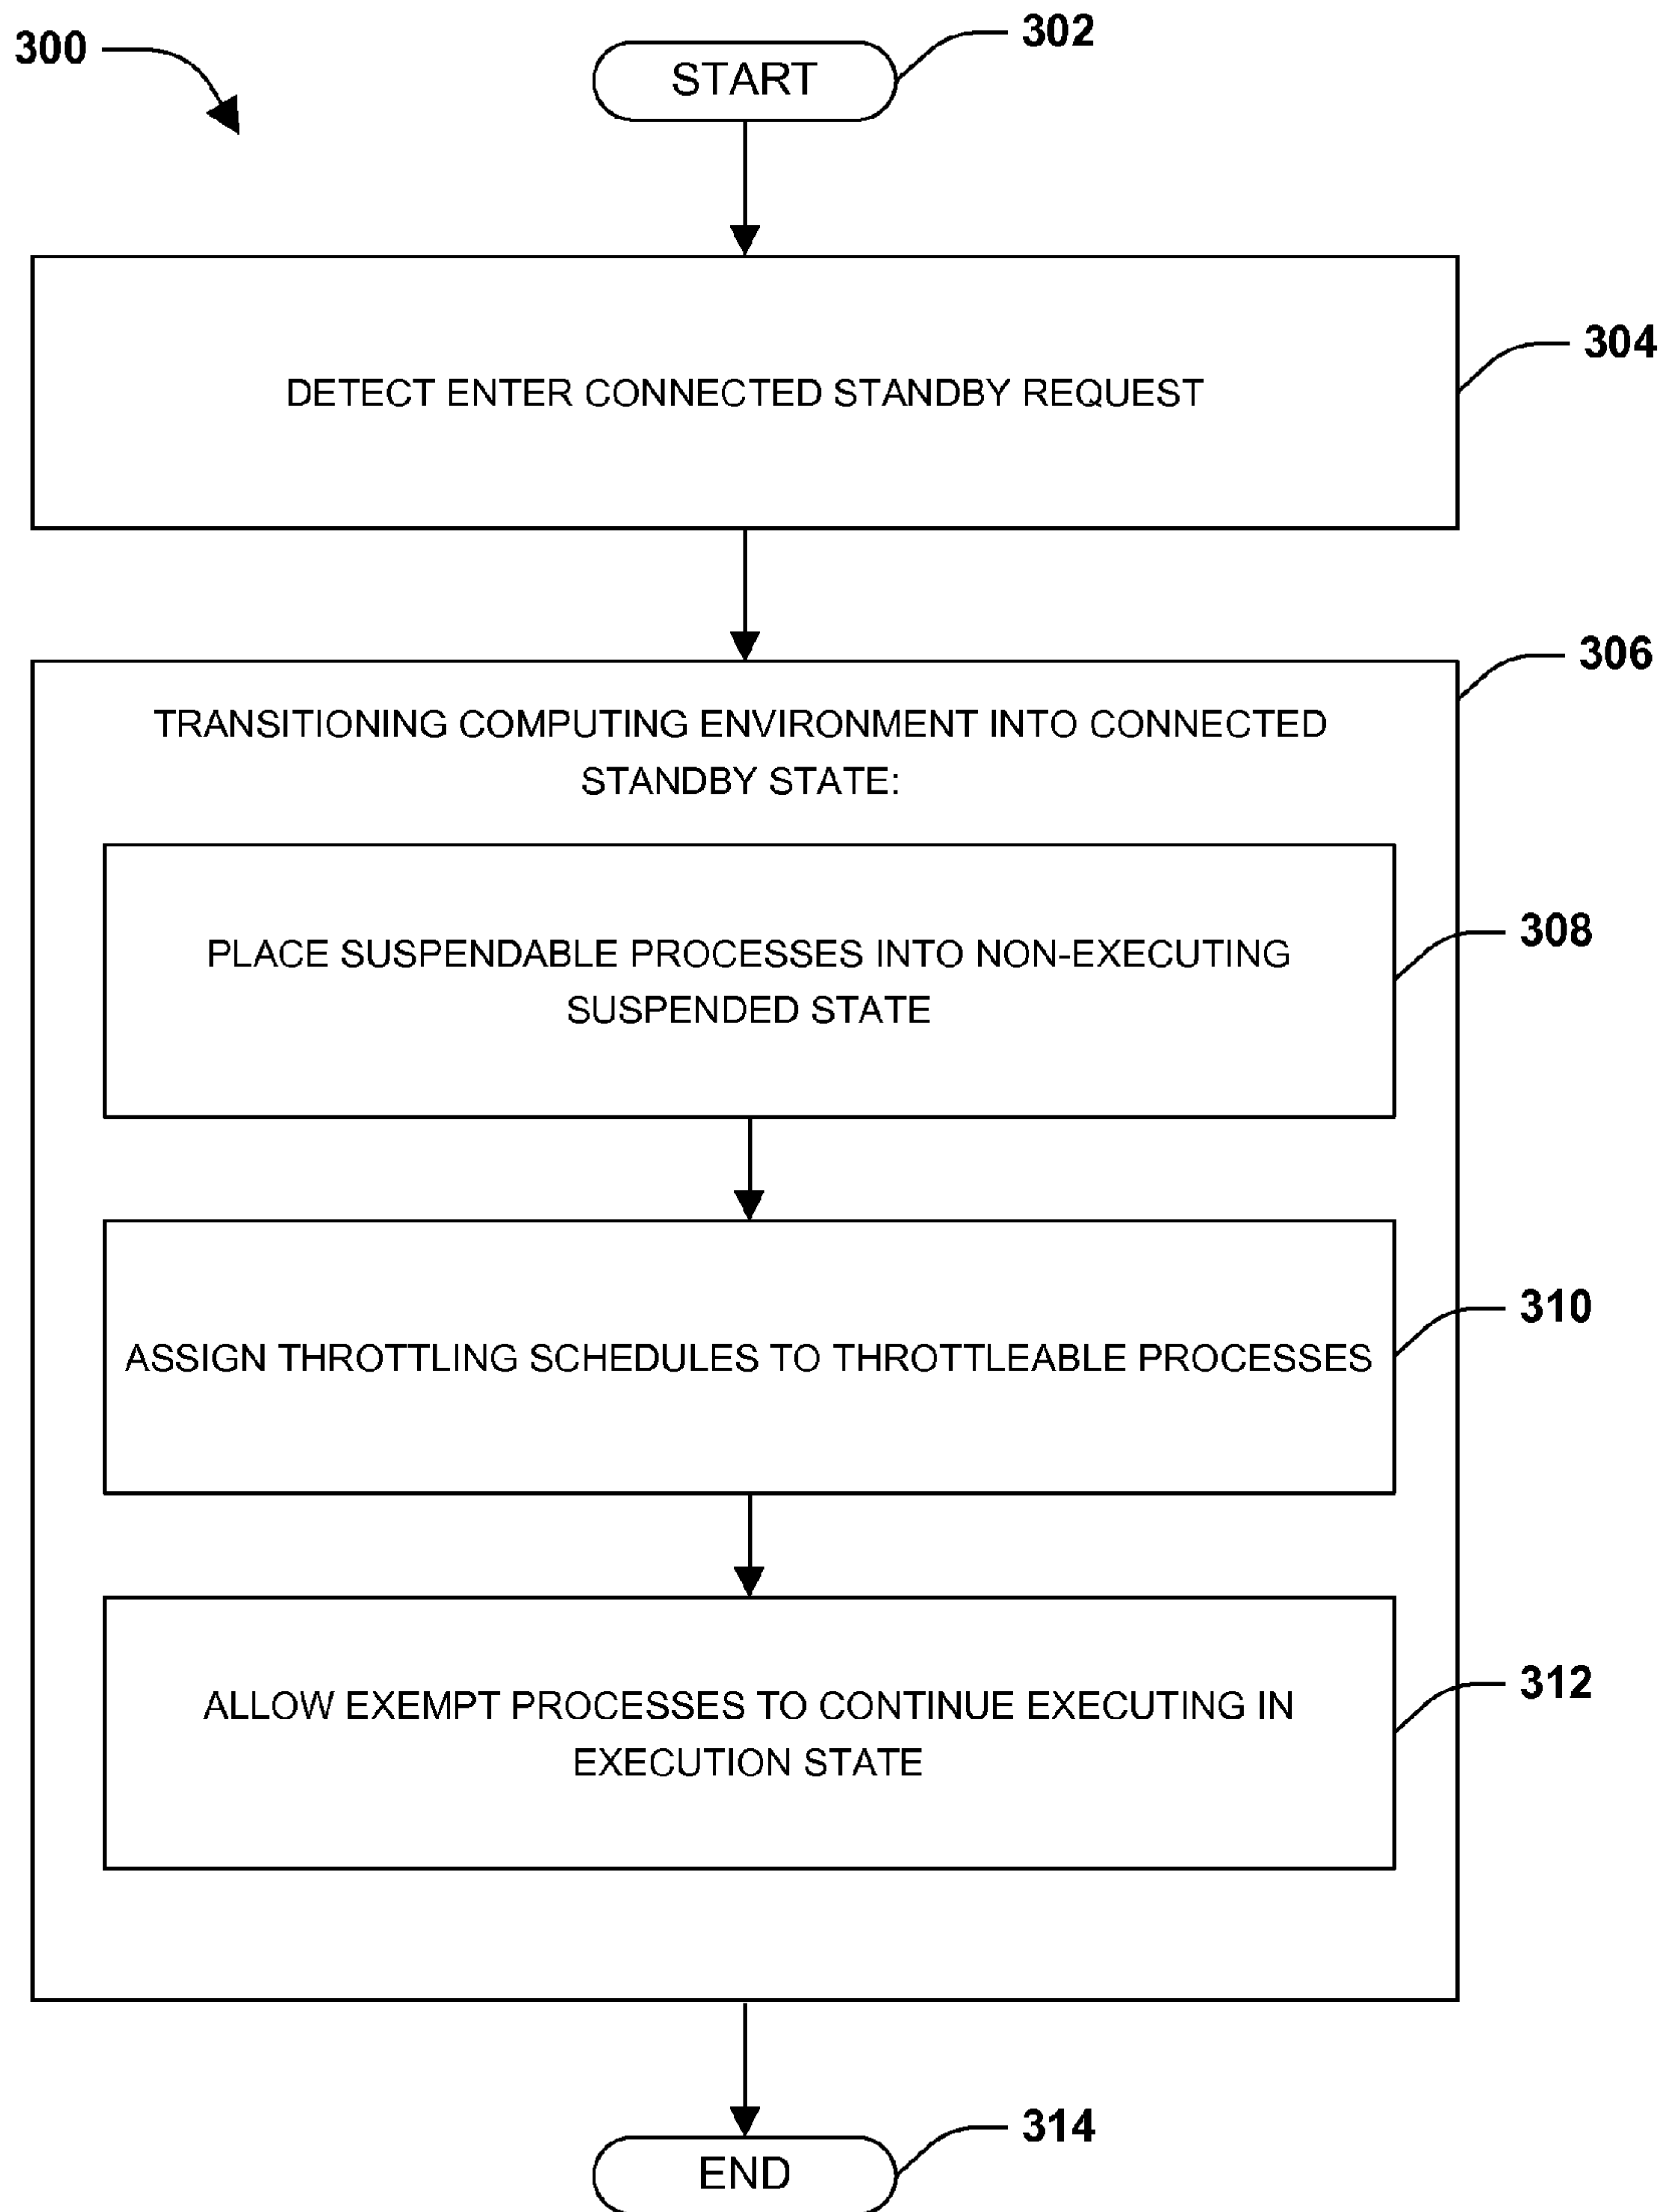 300
302
START
DETECT ENTER CONNECTED STANDBY REQUEST
304
306
TRANSITIONING COMPUTING ENVIRONMENT INTO CONNECTED
STANDBY STATE:
PLACE SUSPENDABLE PROCESSES INTO NON-EXECUTING
SUSPENDED STATE
308
ASSIGN THROTTLING SCHEDULES TO THROTTLEABLE PROCESSES
310
ALLOW EXEMPT PROCESSES TO CONTINUE EXECUTING IN
EXECUTION STATE
312
314
END